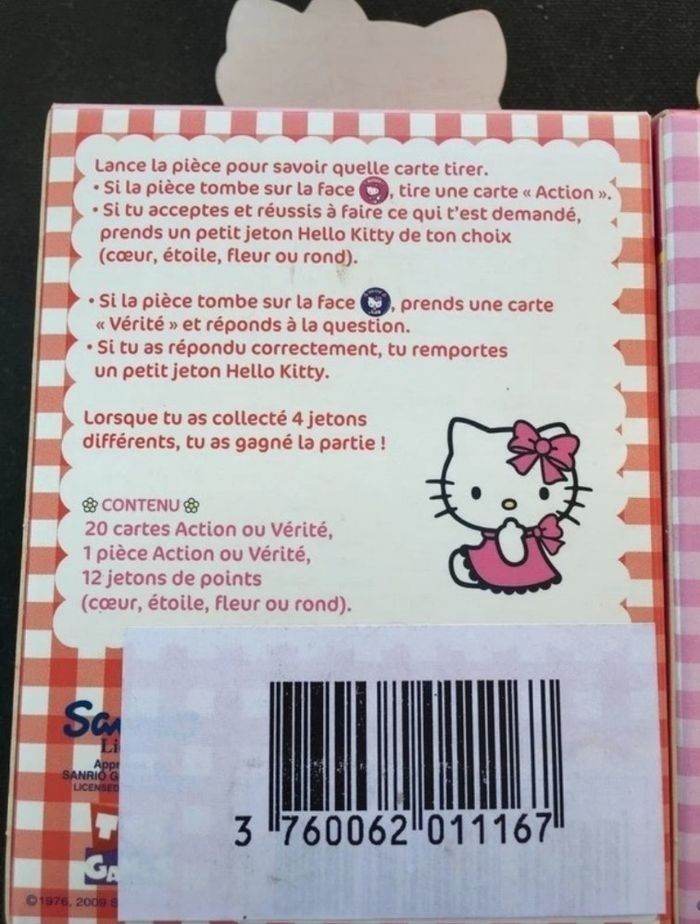 Lance la pièce pour savoir quelle carte tirer.
• Si la pièce tombe sur la face , tire une carte « Action ».
• Si tu acceptes et réussis à faire ce qui t'est demandé,
prends un petit jeton Hello Kitty de ton choix
(cœur, étoile, fleur ou rond).
• Si la pièce tombe sur la face , prends une carte
« Vérité » et réponds à la question.
• Si tu as répondu correctement, tu remportes
un petit jeton Hello Kitty.
Lorsque tu as collecté 4 jetons
différents, tu as gagné la partie !
CONTENU
20 cartes Action ou Vérité,
1 pièce Action ou Vérité,
12 jetons de points
(cœur, étoile, fleur ou rond).
SANRIO
LICENSED
©1976, 2009
3 760062 011167